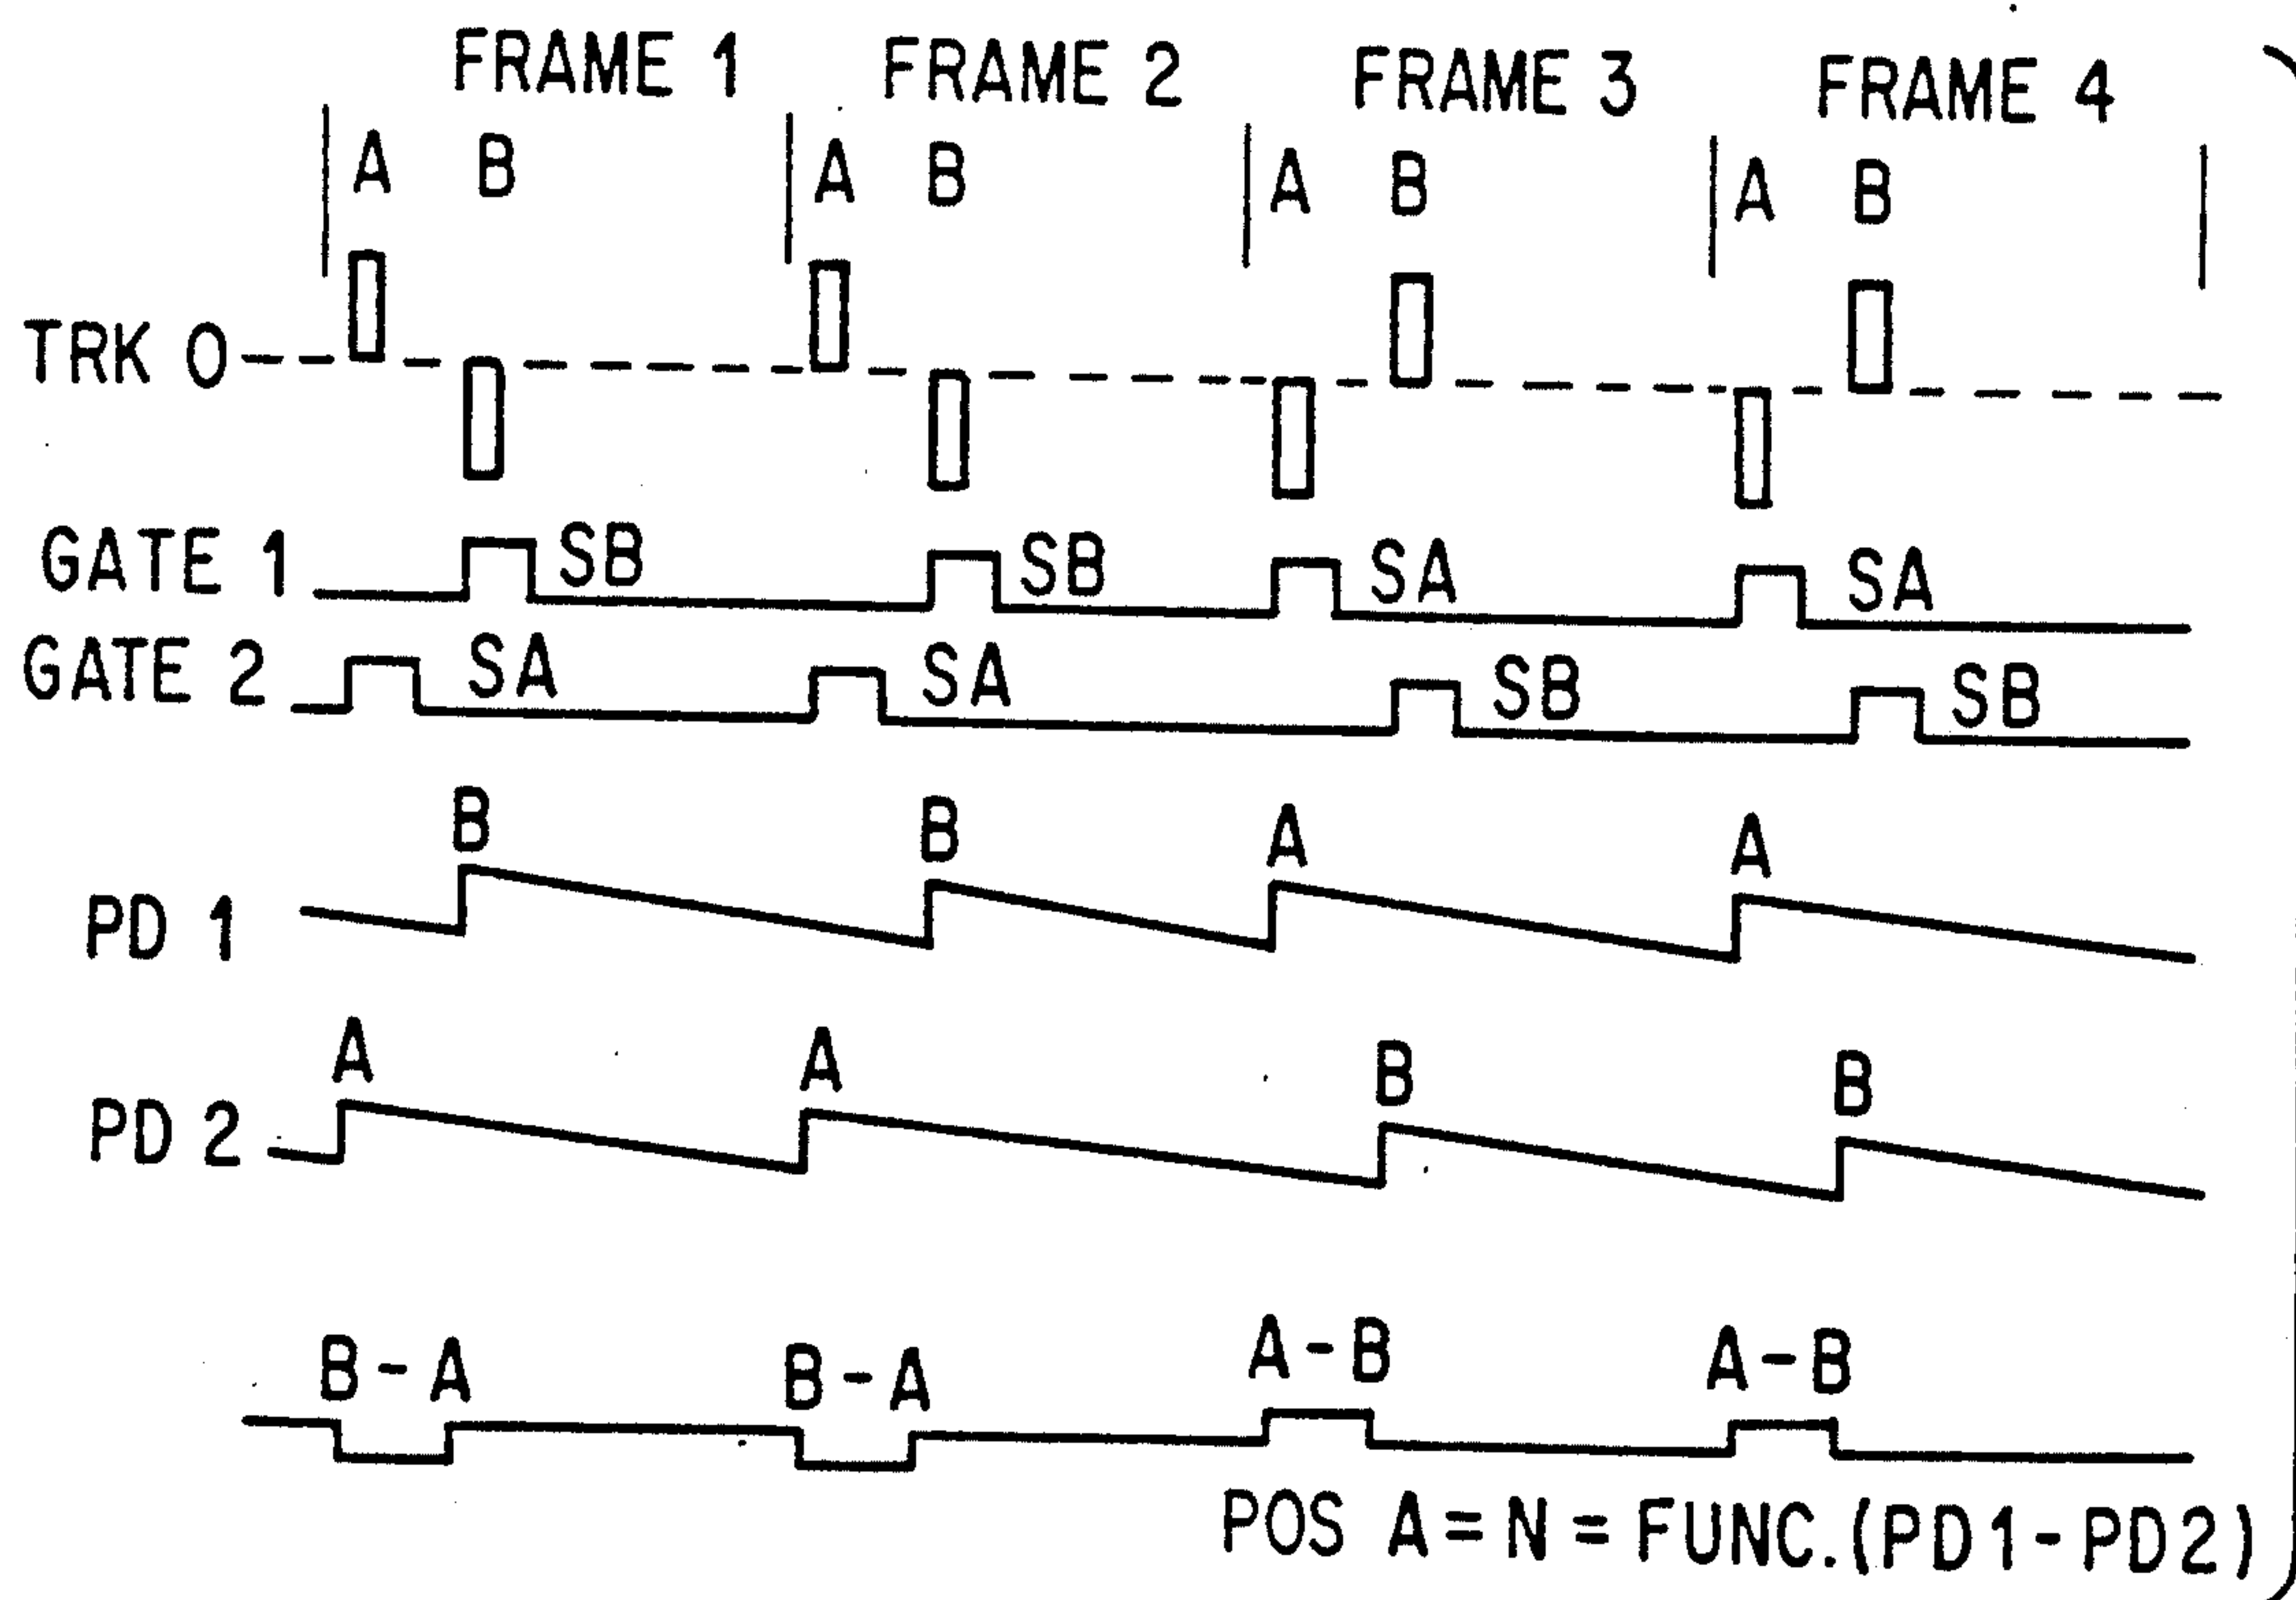 FRAME 1 FRAME 2 FRAME 3 FRAME 4
A B A B A B A B
TRK 0
GATE 1 SB SB SA SA
GATE 2 SA SA SB SB
B B A A
PD 1
A A B B
PD 2
B-A B-A A-B A-B
POS A=N=FUNC.(PD1-PD2)